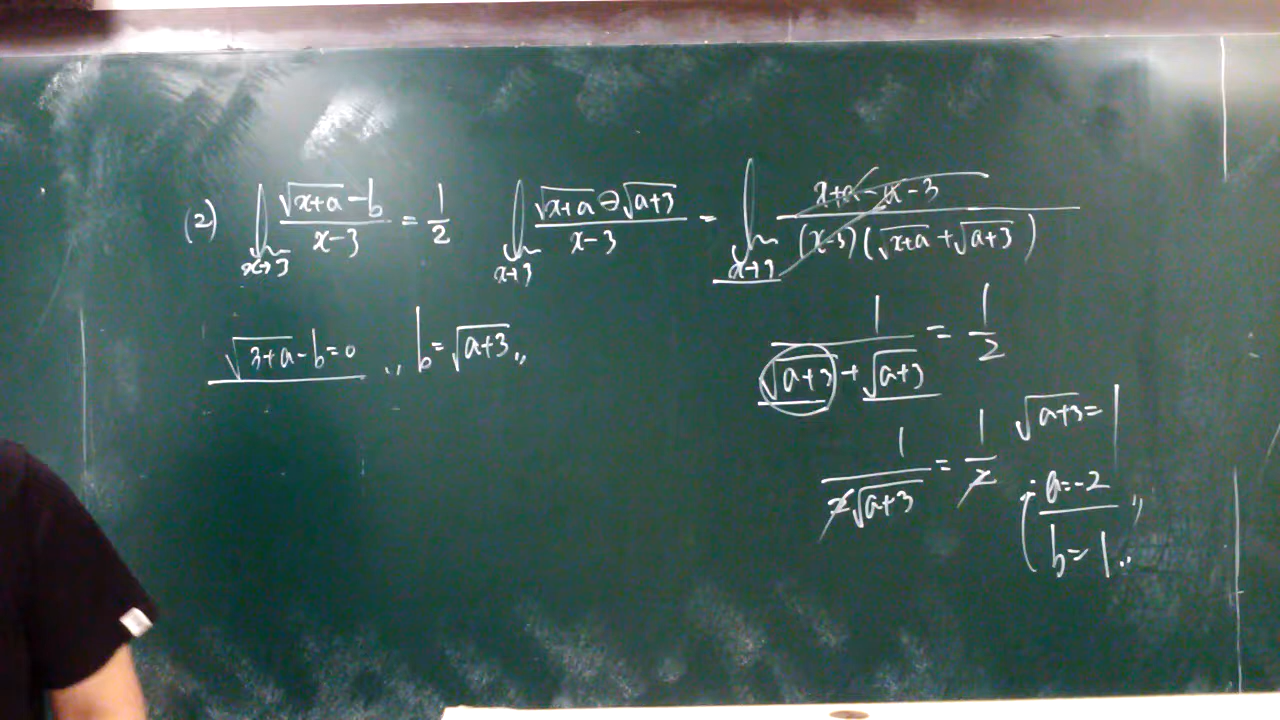 (2) lim x→3 (√(x+a) - b)/(x-3) = 1/2
lim x→3 (√(x+a) ⊖ √(a+3))/(x-3) = lim x→3 (x+a-a-3)/((x-3)(√(x+a) + √(a+3)))
√(3+a) - b = 0 ,, b = √(a+3) ,,
1/(√(a+3) + √(a+3)) = 1/2
1/(2√(a+3)) = 1/2
√(a+3) = 1
a = -2 ,,
b = 1 ,,